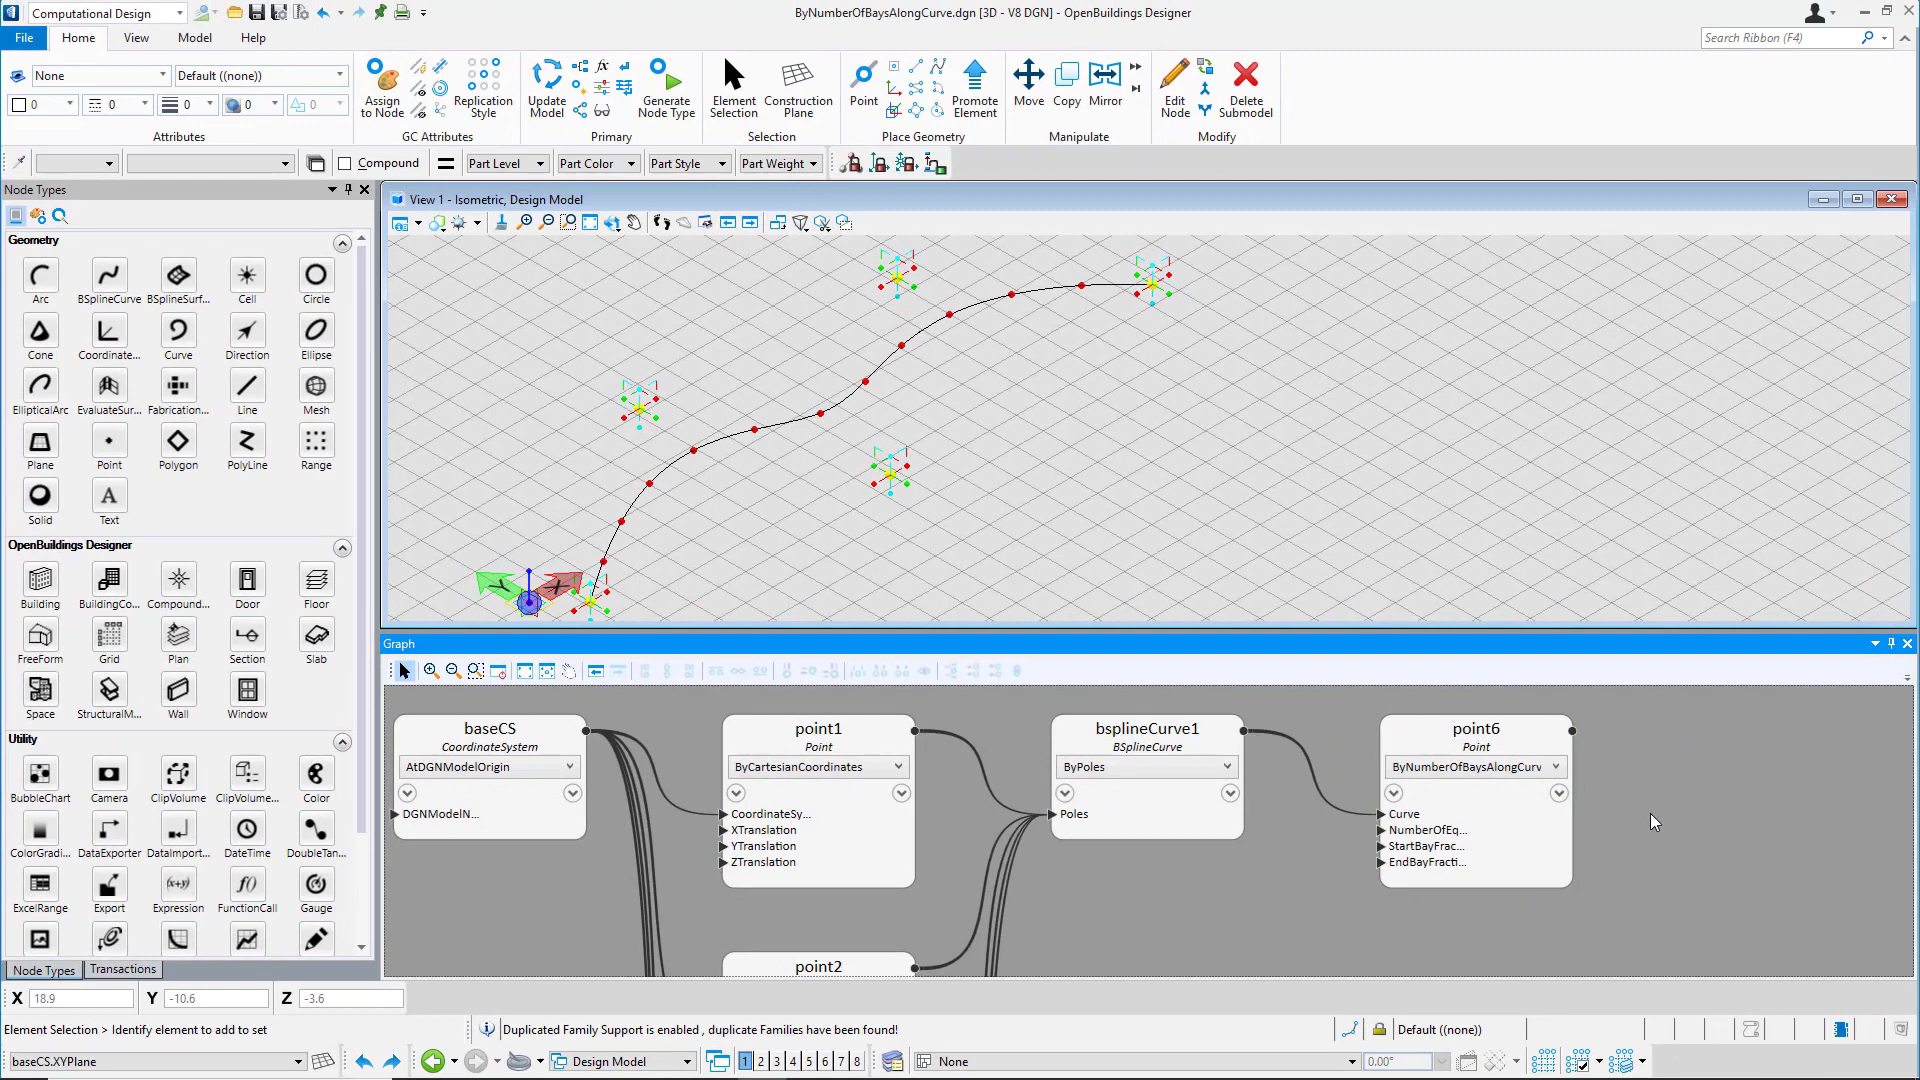 Computational Design
ByNumberOfBaysAlongCurve.dgn [3D - V8 DGN] - OpenBuildings Designer
File
Home
View
Model
Help
Search Ribbon (F4)
None
Default ((none))
0
0
0
0
0
Attributes
Assign to Node
Replication Style
GC Attributes
fx
Update Model
Generate Node Type
Primary
Element Selection
Construction Plane
Selection
Point
Promote Element
Place Geometry
Move
Copy
Mirror
Manipulate
Edit Node
Delete Submodel
Modify
Compound
Part Level
Part Color
Part Style
Part Weight
Node Types
Geometry
Arc
BSplineCurve
BSplineSurf...
Cell
Circle
Cone
Coordinate...
Curve
Direction
Ellipse
EllipticalArc
EvaluateSur...
Fabrication...
Line
Mesh
Plane
Point
Polygon
PolyLine
Range
Solid
Text
OpenBuildings Designer
Building
BuildingCo...
Compound...
Door
Floor
FreeForm
Grid
Plan
Section
Slab
Space
StructuralM...
Wall
Window
Utility
BubbleChart
Camera
ClipVolume
ClipVolume...
Color
ColorGradi...
DataExporter
DataImport...
DateTime
DoubleTan...
ExcelRange
Export
Expression
FunctionCall
Gauge
Node Types
Transactions
View 1 - Isometric, Design Model
Y
X
Graph
baseCS
CoordinateSystem
AtDGNModelOrigin
DGNModelN...
point1
Point
ByCartesianCoordinates
CoordinateSy...
XTranslation
YTranslation
ZTranslation
bsplineCurve1
BSplineCurve
ByPoles
Poles
point6
Point
ByNumberOfBaysAlongCurv
Curve
NumberOfEq...
StartBayFrac...
EndBayFracti...
point2
X
18.9
Y
-10.6
Z
-3.6
Element Selection > Identify element to add to set
Duplicated Family Support is enabled , duplicate Families have been found!
Default ((none))
baseCS.XYPlane
Design Model
1 2 3 4 5 6 7 8
None
0.00°